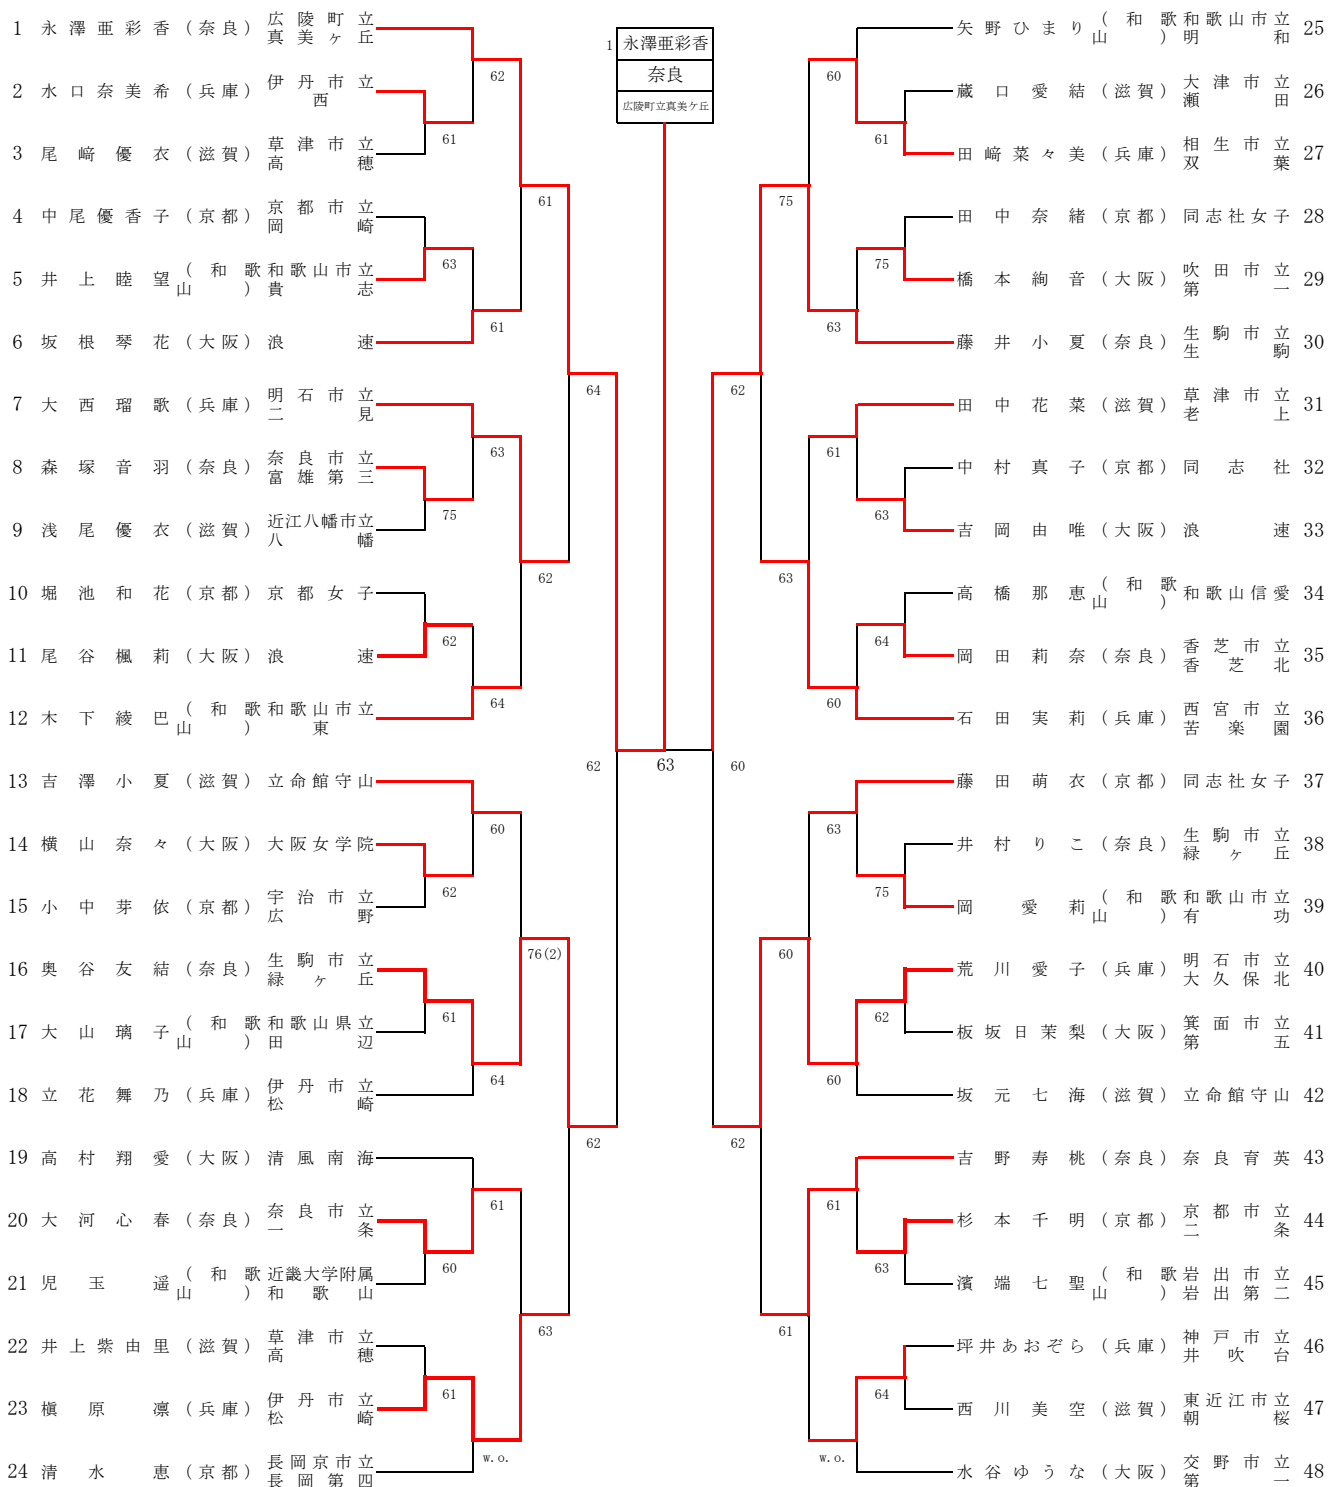 1 永澤亜彩香 (奈良) 広陵町立真美ヶ丘
2 水口奈美希 (兵庫) 伊丹市立西
3 尾﨑優衣 (滋賀) 草津市立高穂
4 中尾優香子 (京都) 京都市立岡崎
5 井上睦望 (和歌山) 和歌山市立貴志
6 坂根琴花 (大阪) 浪速
7 大西瑠歌 (兵庫) 明石市立二見
8 森塚音羽 (奈良) 奈良市立富雄第三
9 浅尾優衣 (滋賀) 近江八幡市立八幡
10 堀池和花 (京都) 京都女子
11 尾谷楓莉 (大阪) 浪速
12 木下綾巴 (和歌山) 和歌山市立東
13 吉澤小夏 (滋賀) 立命館守山
14 横山奈々 (大阪) 大阪女学院
15 小中芽依 (京都) 宇治市立広野
16 奥谷友結 (奈良) 生駒市立緑ヶ丘
17 大山璃子 (和歌山) 和歌山県立田辺
18 立花舞乃 (兵庫) 伊丹市立松崎
19 高村翔愛 (大阪) 清風南海
20 大河心春 (奈良) 奈良市立一条
21 児玉遥 (和歌山) 近畿大学附属和歌山
22 井上紫由里 (滋賀) 草津市立高穂
23 槇原凛 (兵庫) 伊丹市立松崎
24 清水恵 (京都) 長岡京市立長岡第四
62
61
61
63
61
64
63
75
62
62
64
62
60
62
76(2)
61
64
62
61
60
63
61
w.o.
1 永澤亜彩香
奈良
広陵町立真美ケ丘
63
60
61
75
75
63
62
61
63
63
64
60
60
63
75
60
62
60
62
61
63
61
64
w.o.
矢野ひまり (和歌山) 和歌山市立明和 25
蔵口愛結 (滋賀) 大津市立瀬田 26
田﨑菜々美 (兵庫) 相生市立双葉 27
田中奈緒 (京都) 同志社女子 28
橋本絢音 (大阪) 吹田市立第一 29
藤井小夏 (奈良) 生駒市立生駒 30
田中花菜 (滋賀) 草津市立老上 31
中村真子 (京都) 同志社 32
吉岡由唯 (大阪) 浪速 33
高橋那恵 (和歌山) 和歌山信愛 34
岡田莉奈 (奈良) 香芝市立香芝北 35
石田実莉 (兵庫) 西宮市立苦楽園 36
藤田萌衣 (京都) 同志社女子 37
井村りこ (奈良) 生駒市立緑ヶ丘 38
岡愛莉 (和歌山) 和歌山市立有功 39
荒川愛子 (兵庫) 明石市立大久保北 40
板坂日茉梨 (大阪) 箕面市立第五 41
坂元七海 (滋賀) 立命館守山 42
吉野寿桃 (奈良) 奈良育英 43
杉本千明 (京都) 京都市立二条 44
濱端七聖 (和歌山) 岩出市立岩出第二 45
坪井あおぞら (兵庫) 神戸市立井吹台 46
西川美空 (滋賀) 東近江市立朝桜 47
水谷ゆうな (大阪) 交野市立第一 48